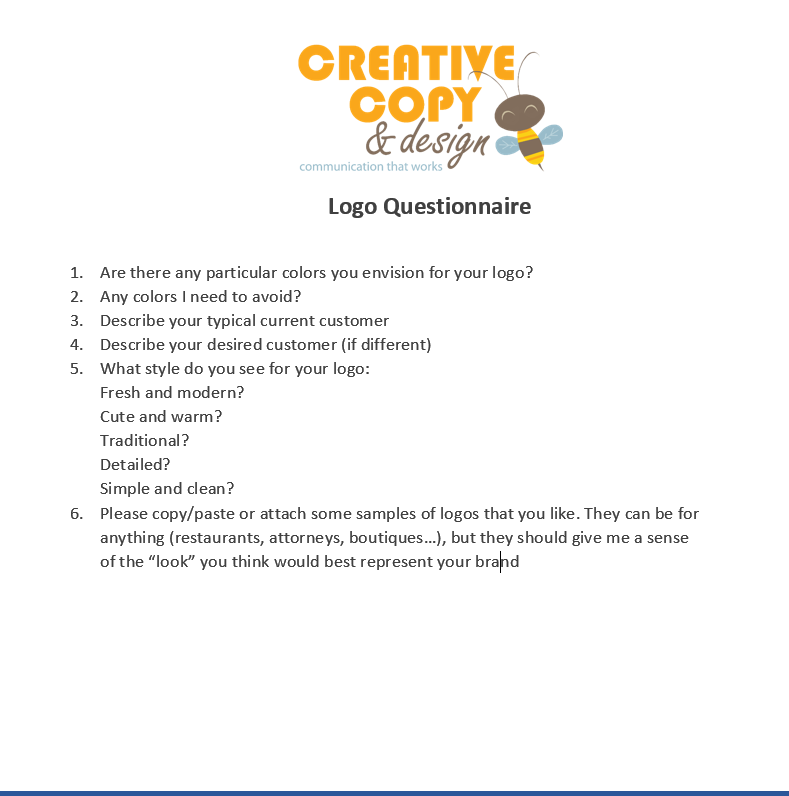 CREATIVE
COPY
& design
communication that works
Logo Questionnaire
1. Are there any particular colors you envision for your logo?
2. Any colors I need to avoid?
3. Describe your typical current customer
4. Describe your desired customer (if different)
5. What style do you see for your logo:
Fresh and modern?
Cute and warm?
Traditional?
Detailed?
Simple and clean?
6. Please copy/paste or attach some samples of logos that you like. They can be for
anything (restaurants, attorneys, boutiques…), but they should give me a sense
of the “look” you think would best represent your brand